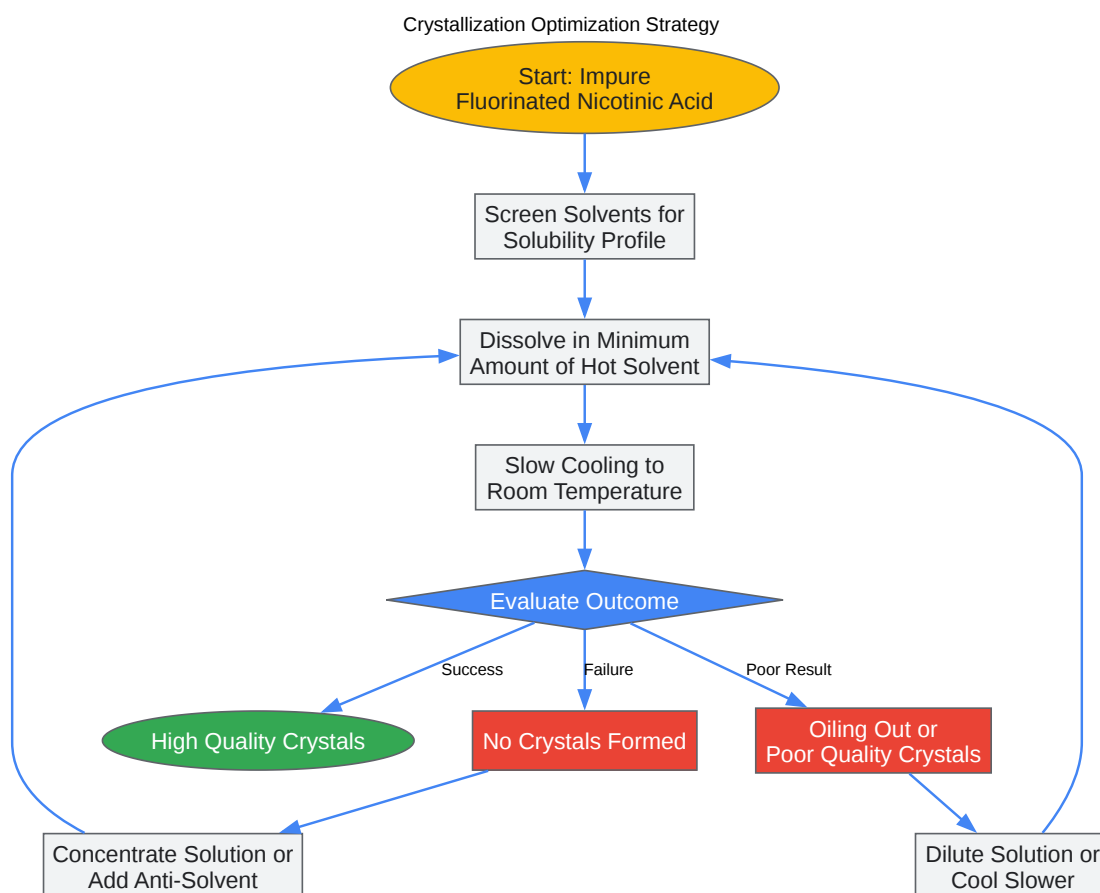 Crystallization Optimization Strategy
Start: Impure
Fluorinated Nicotinic Acid
Screen Solvents for
Solubility Profile
Dissolve in Minimum
Amount of Hot Solvent
Slow Cooling to
Room Temperature
Evaluate Outcome
Success
Failure
Poor Result
High Quality Crystals
No Crystals Formed
Oiling Out or
Poor Quality Crystals
Concentrate Solution or
Add Anti-Solvent
Dilute Solution or
Cool Slower